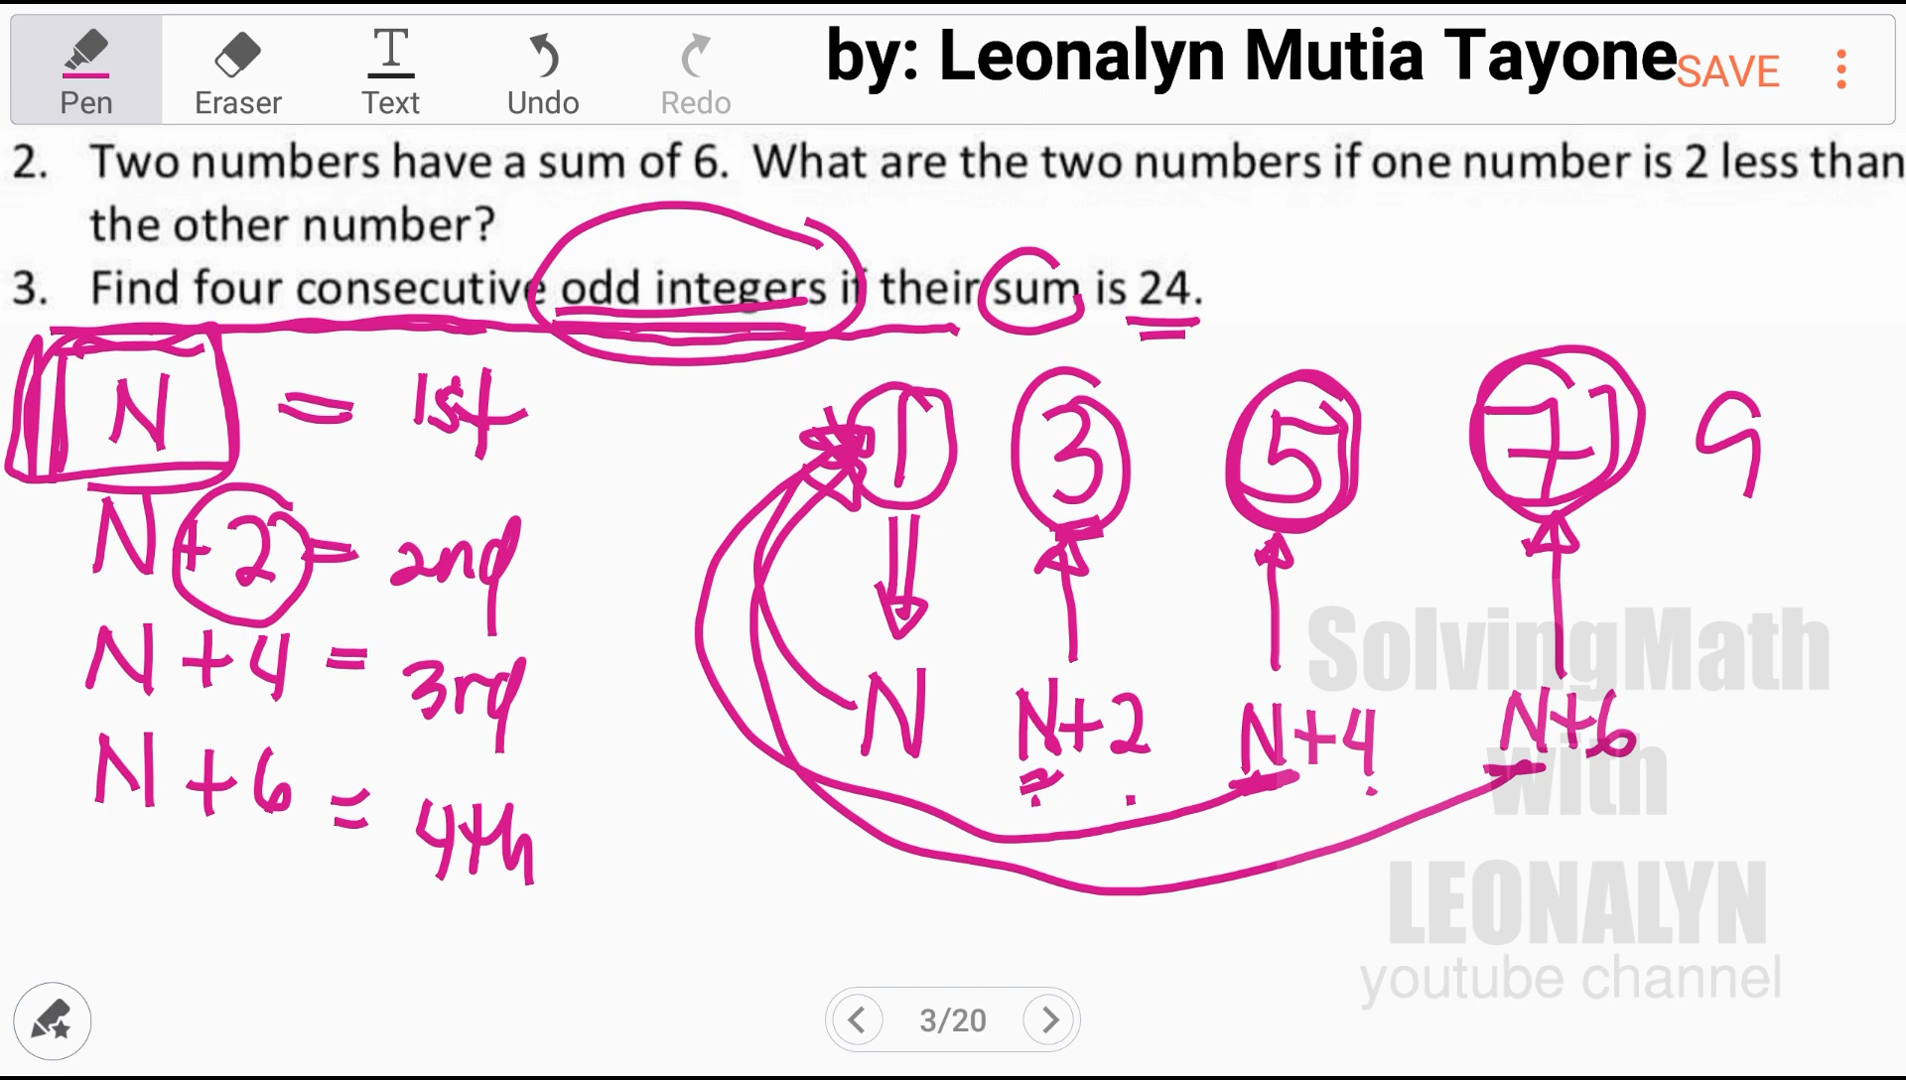 by: Leonalyn Mutia Tayone
Pen
Eraser
Text
Undo
Redo
SAVE
2. Two numbers have a sum of 6. What are the two numbers if one number is 2 less than
the other number?
3. Find four consecutive odd integers if their sum is 24.
N = 1st
N+2 = 2nd
N+4 = 3rd
N+6 = 4th
1 3 5 7 9
N N+2 N+4 N+6
SolvingMath
with
LEONALYN
youtube channel
3/20